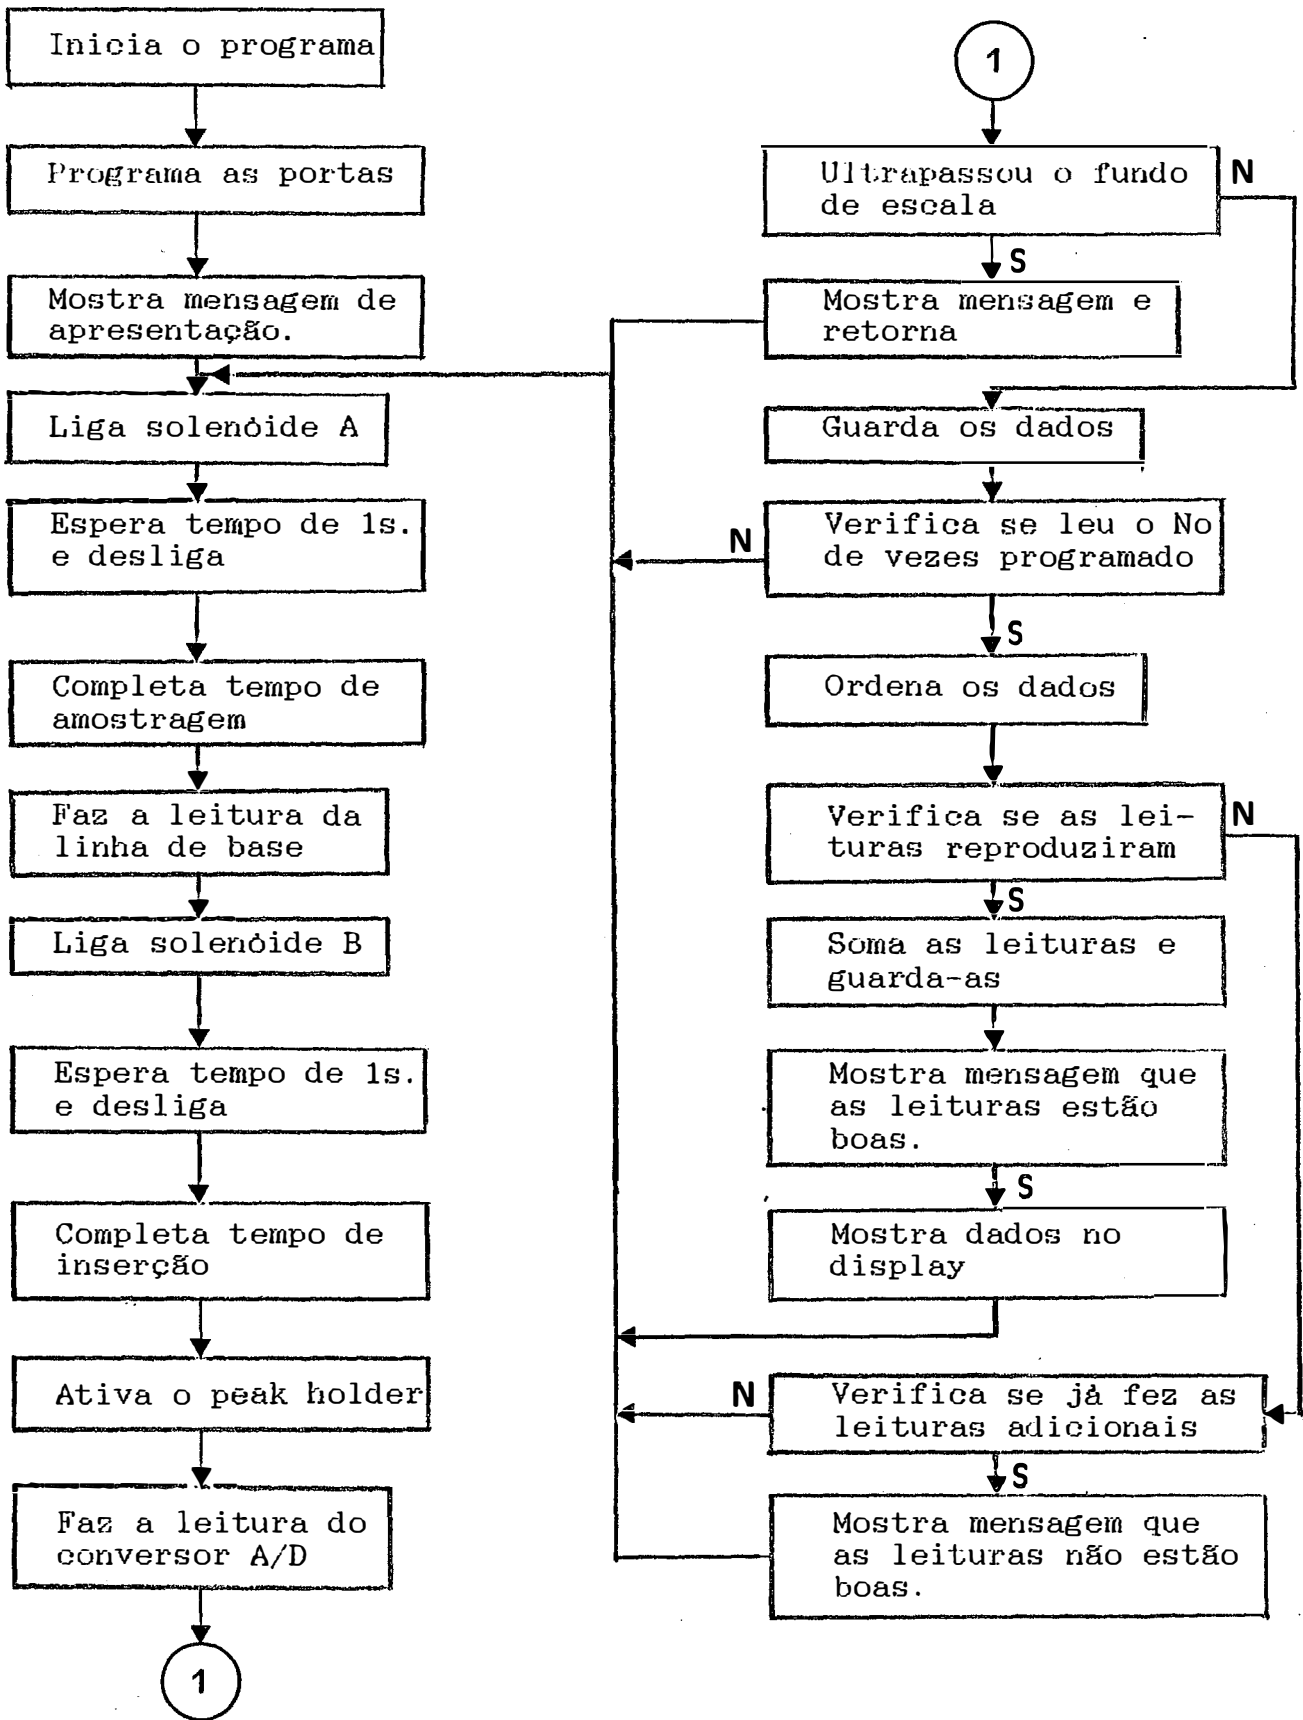 Inicia o programa
Programa as portas
Mostra mensagem de
apresentação.
Liga solenòide A
Espera tempo de 1s.
e desliga
Completa tempo de
amostragem
Faz a leitura da
linha de base
Liga solenòide B
Espera tempo de 1s.
e desliga
Completa tempo de
inserção
Ativa o peak holder
Faz a leitura do
conversor A/D
1
1
Ultrapassou o fundo
de escala
N
S
Mostra mensagem e
retorna
Guarda os dados
Verifica se leu o No
de vezes programado
N
S
Ordena os dados
Verifica se as lei-
turas reproduziram
N
S
Soma as leituras e
guarda-as
Mostra mensagem que
as leituras estão
boas.
S
Mostra dados no
display
N
Verifica se jà fez as
leituras adicionais
S
Mostra mensagem que
as leituras não estão
boas.